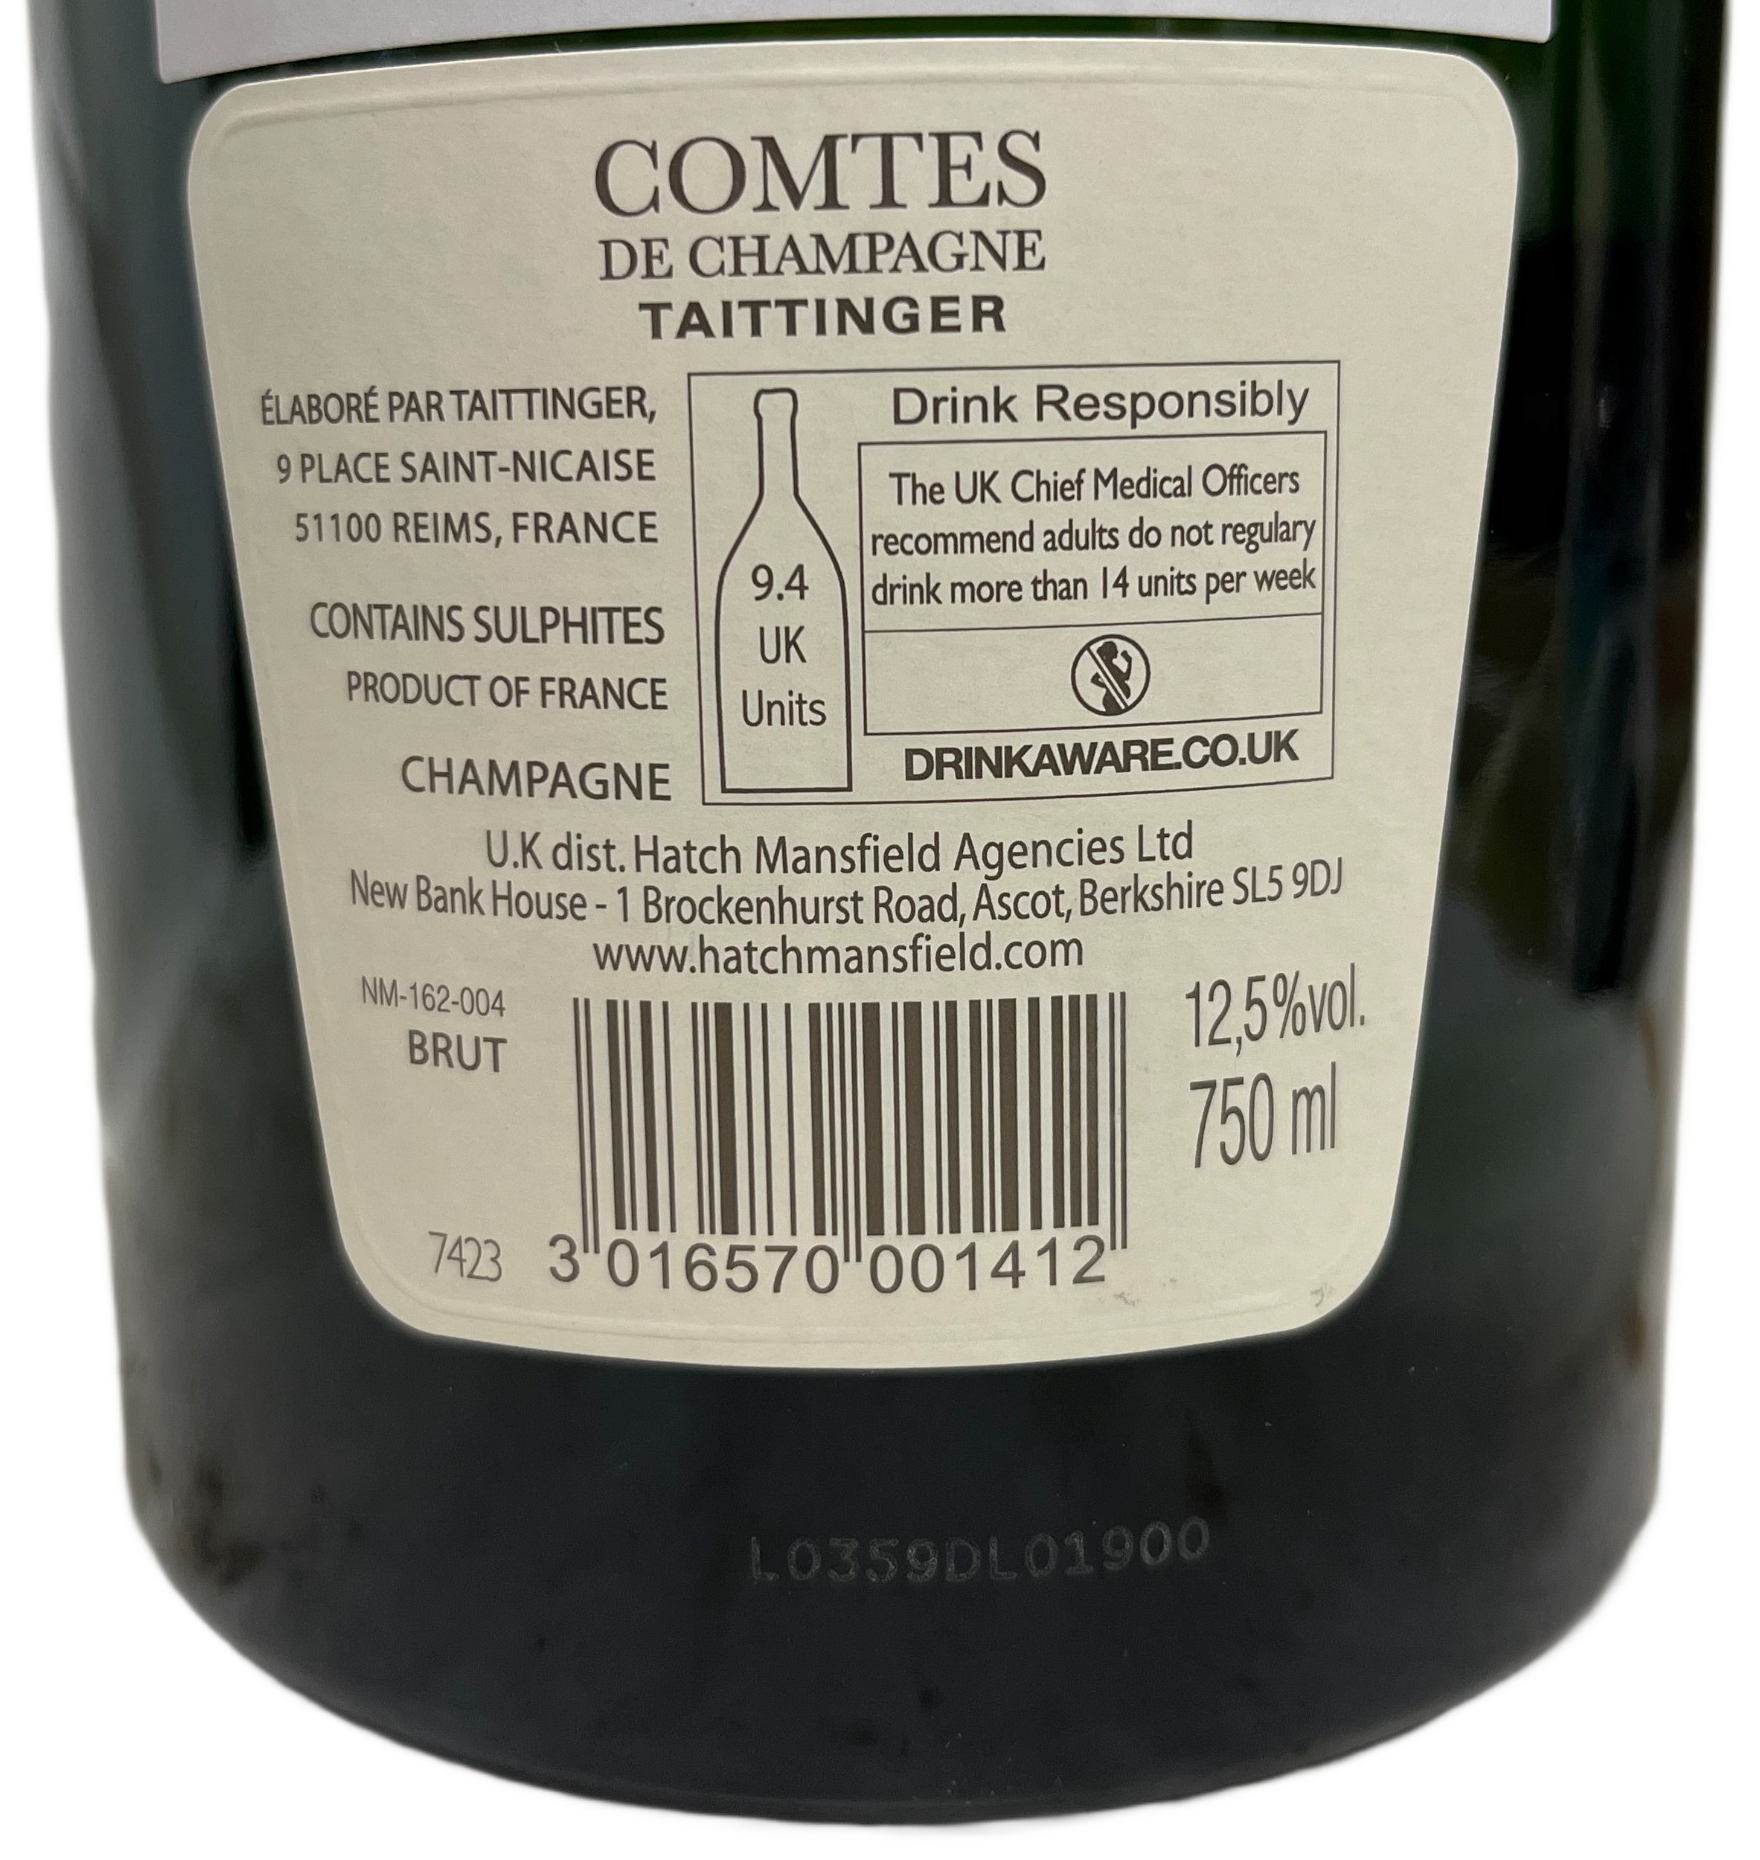 COMTES
DE CHAMPAGNE
TAITTINGER
ÉLABORÉ PAR TAITTINGER,
9 PLACE SAINT-NICAISE
51100 REIMS, FRANCE
CONTAINS SULPHITES
PRODUCT OF FRANCE
CHAMPAGNE
9.4
UK
Units
Drink Responsibly
The UK Chief Medical Officers
recommend adults do not regulary
drink more than 14 units per week
DRINKAWARE.CO.UK
U.K dist. Hatch Mansfield Agencies Ltd
New Bank House - 1 Brockenhurst Road, Ascot, Berkshire SL5 9DJ
www.hatchmansfield.com
NM-162-004
BRUT
12,5%vol.
750 ml
7423
3 016570 001412
L0359DL01900